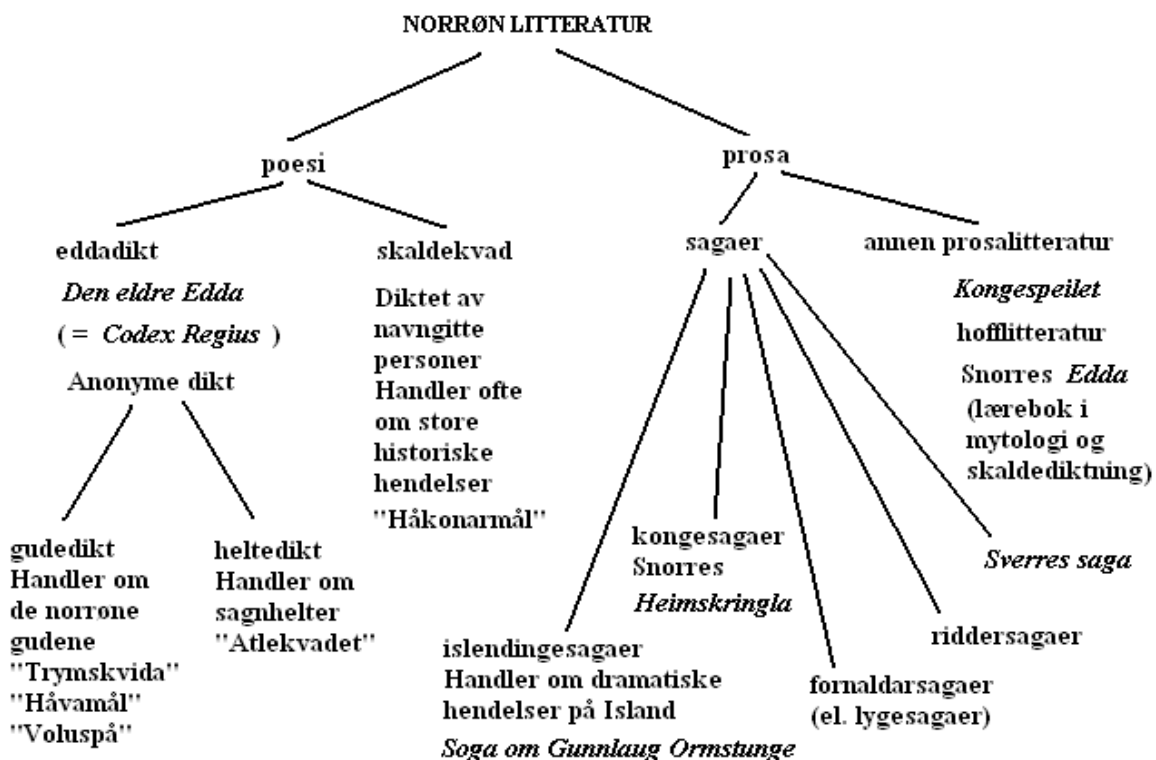 NORRØN LITTERATUR
poesi
prosa
eddadikt
Den eldre Edda
( = Codex Regius )
Anonyme dikt
gudedikt
Handler om
de norrøne
gudene
"Trymskvida"
"Håvamål"
"Voluspå"
heltedikt
Handler om
sagnhelter
"Atlekvadet"
skaldekvad
Diktet av
navngitte
personer
Handler ofte
om store
historiske
hendelser
"Håkonarmål"
sagaer
islendingesagaer
Handler om dramatiske
hendelser på Island
Soga om Gunnlaug Ormstunge
kongesagaer
Snorres
Heimskringla
fornaldarsagaer
(el. lygesagaer)
riddersagaer
Sverres saga
annen prosalitteratur
Kongespeilet
hofflitteratur
Snorres Edda
(lærebok i
mytologi og
skaldediktning)